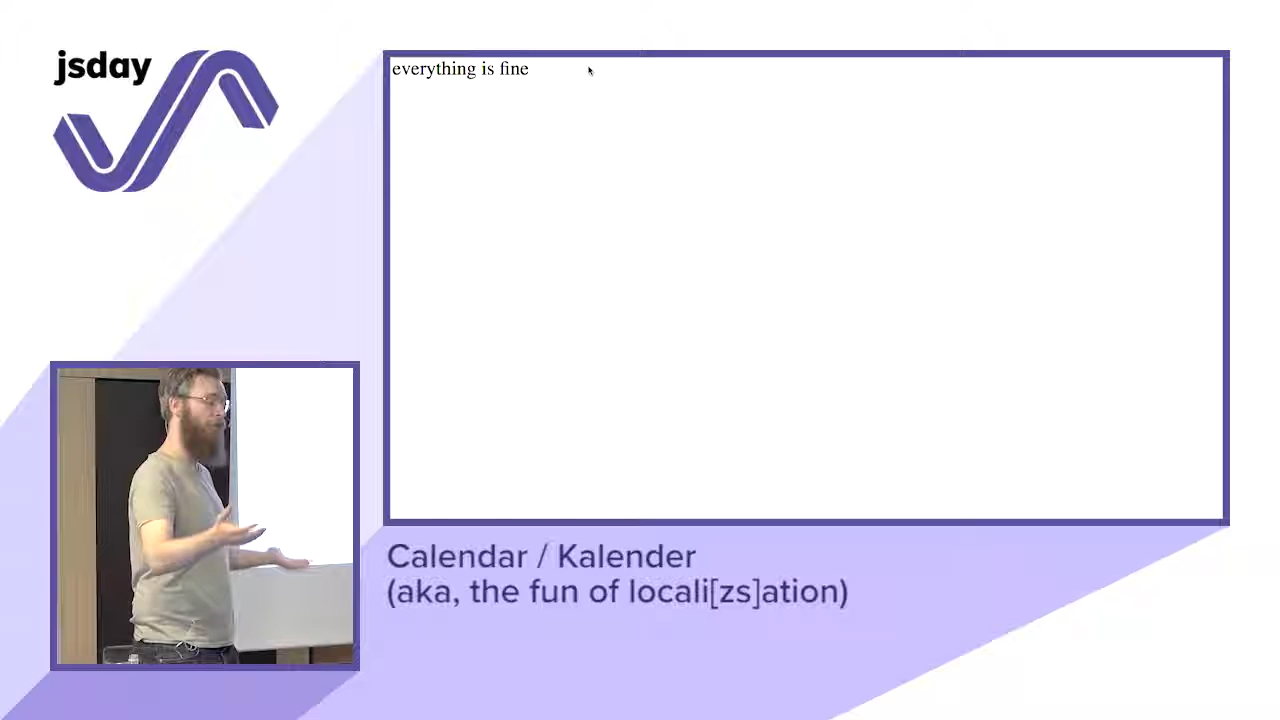 jsday
everything is fine
Calendar / Kalender
(aka, the fun of locali[zs]ation)